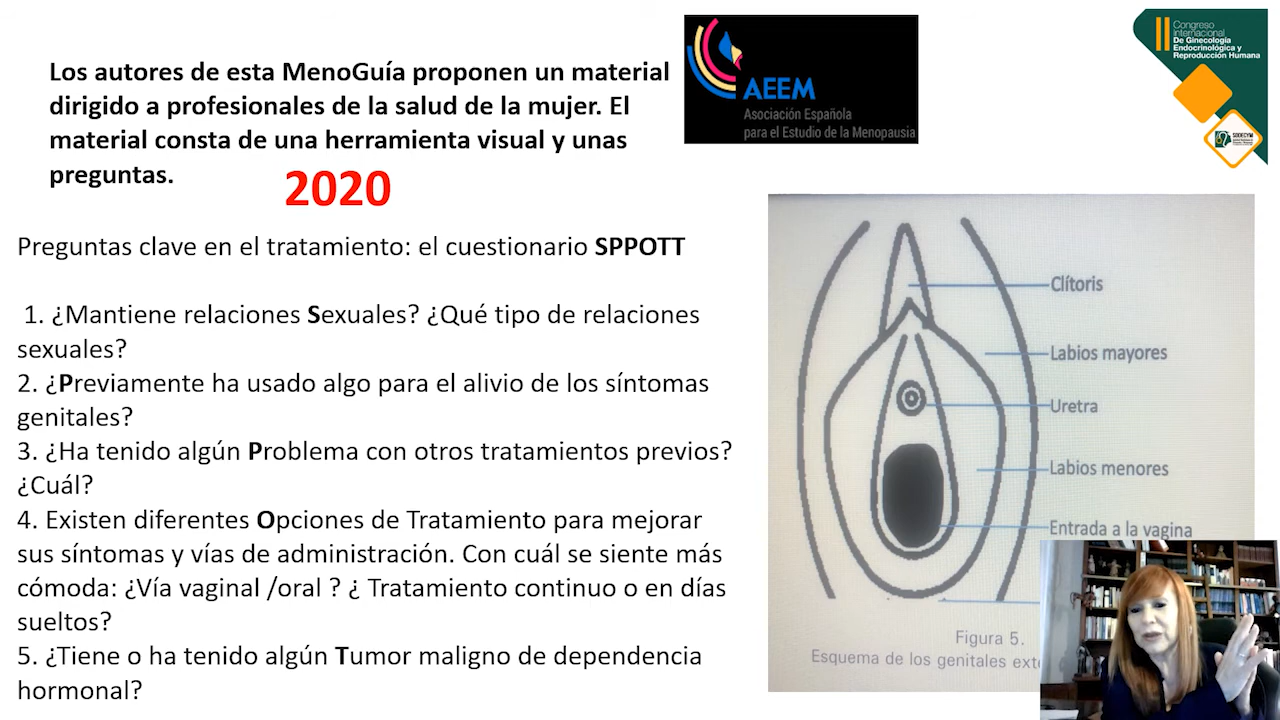 Los autores de esta MenoGuía proponen un material
dirigido a profesionales de la salud de la mujer. El
material consta de una herramienta visual y unas
preguntas.
2020
AEEM
Asociación Española
para el Estudio de la Menopausia
II Congreso
Internacional
De Ginecología
Endocrinológica y
Reproducción Humana
Preguntas clave en el tratamiento: el cuestionario SPPOTT
1. ¿Mantiene relaciones Sexuales? ¿Qué tipo de relaciones
sexuales?
2. ¿Previamente ha usado algo para el alivio de los síntomas
genitales?
3. ¿Ha tenido algún Problema con otros tratamientos previos?
¿Cuál?
4. Existen diferentes Opciones de Tratamiento para mejorar
sus síntomas y vías de administración. Con cuál se siente más
cómoda: ¿Vía vaginal /oral ? ¿ Tratamiento continuo o en días
sueltos?
5. ¿Tiene o ha tenido algún Tumor maligno de dependencia
hormonal?
Clítoris
Labios mayores
Uretra
Labios menores
Entrada a la vagina
Figura 5.
Esquema de los genitales